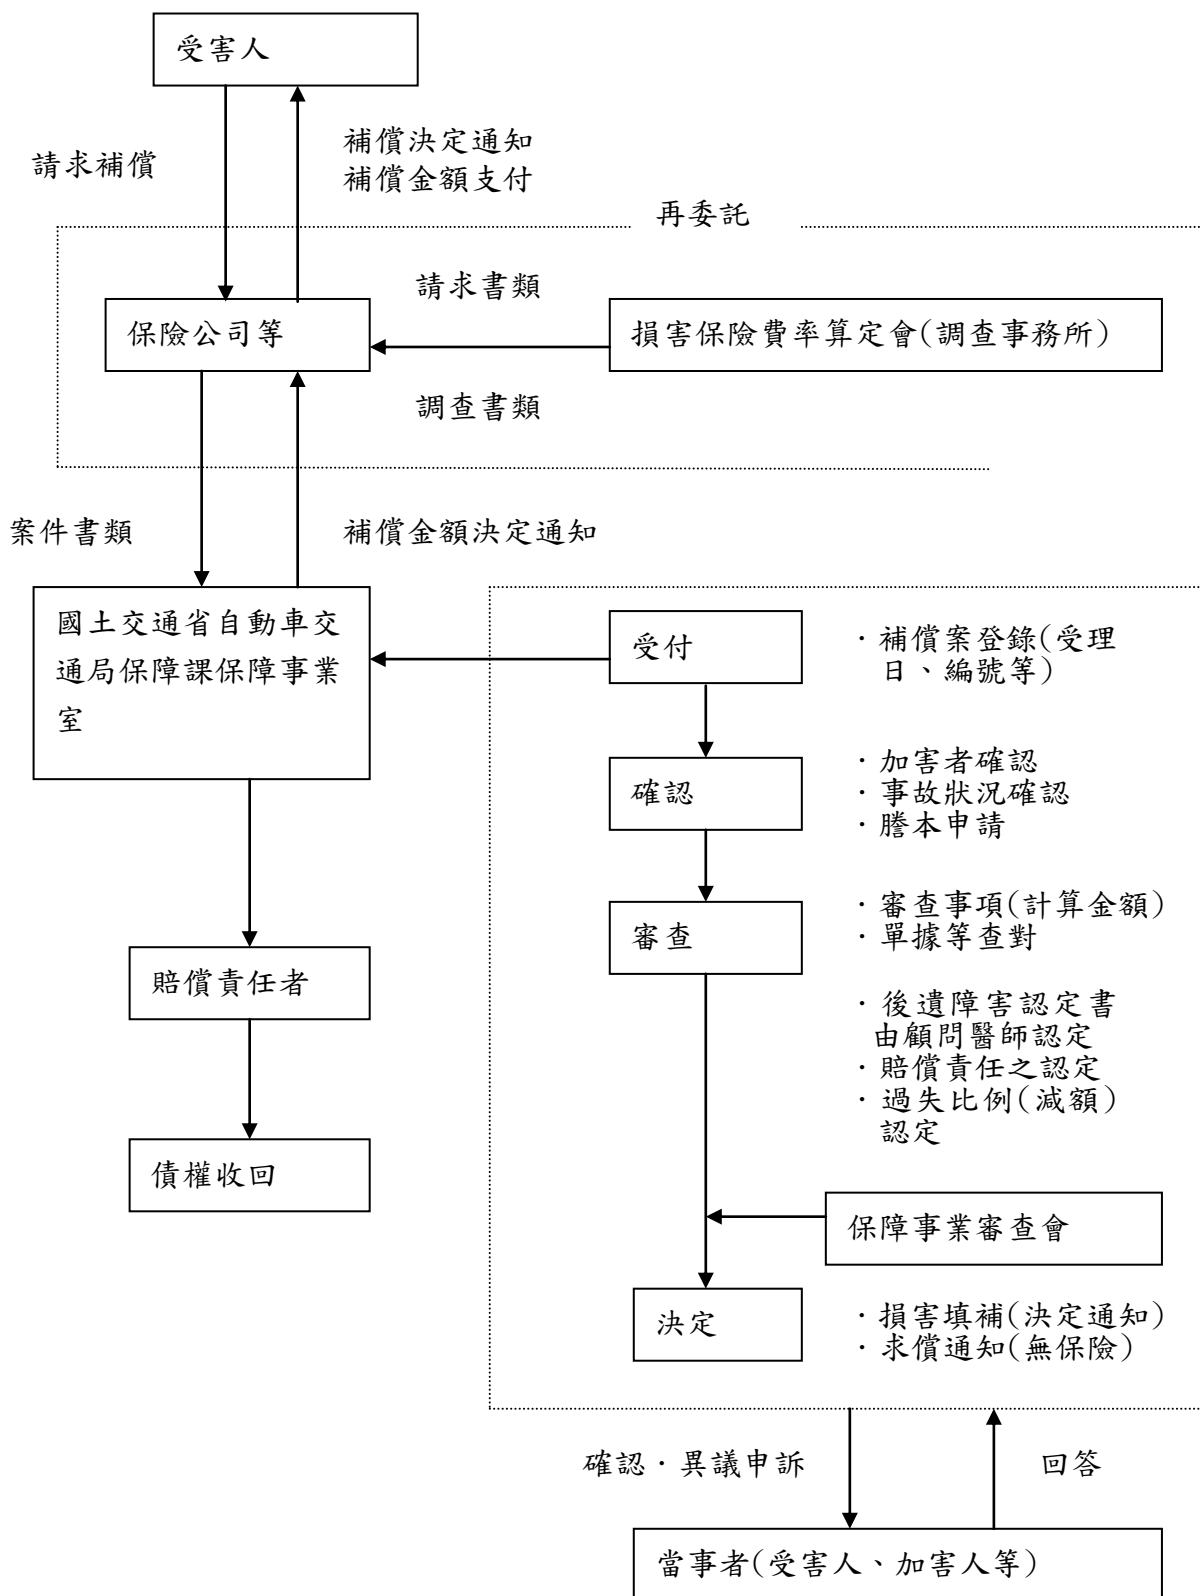 受害人
請求補償
補償決定通知
補償金額支付
再委託
請求書類
保險公司等
損害保險費率算定會(調查事務所)
調查書類
案件書類
補償金額決定通知
國土交通省自動車交
通局保障課保障事業
室
受付
·補償案登錄(受理
日、編號等)
確認
·加害者確認
·事故狀況確認
·謄本申請
審查
·審查事項(計算金額)
·單據等查對
賠償責任者
·後遺障害認定書
由顧問醫師認定
·賠償責任之認定
·過失比例(減額)
認定
債權收回
保障事業審查會
決定
·損害填補(決定通知)
·求償通知(無保險)
確認·異議申訴
回答
當事者(受害人、加害人等)